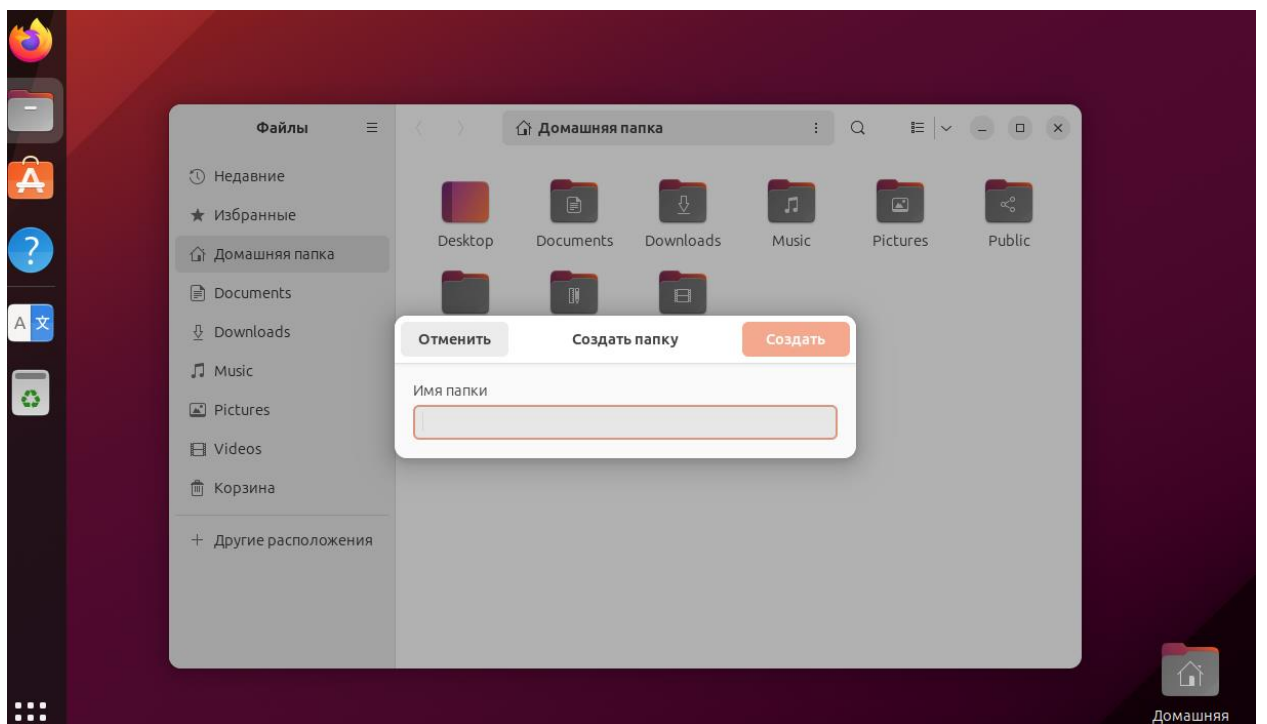 Файлы
Домашняя папка
Недавние
Избранные
Домашняя папка
Documents
Downloads
Music
Pictures
Videos
Корзина
Другие расположения
Desktop Documents Downloads Music Pictures Public
Отменить Создать папку Создать
Имя папки
A 文
Домашняя